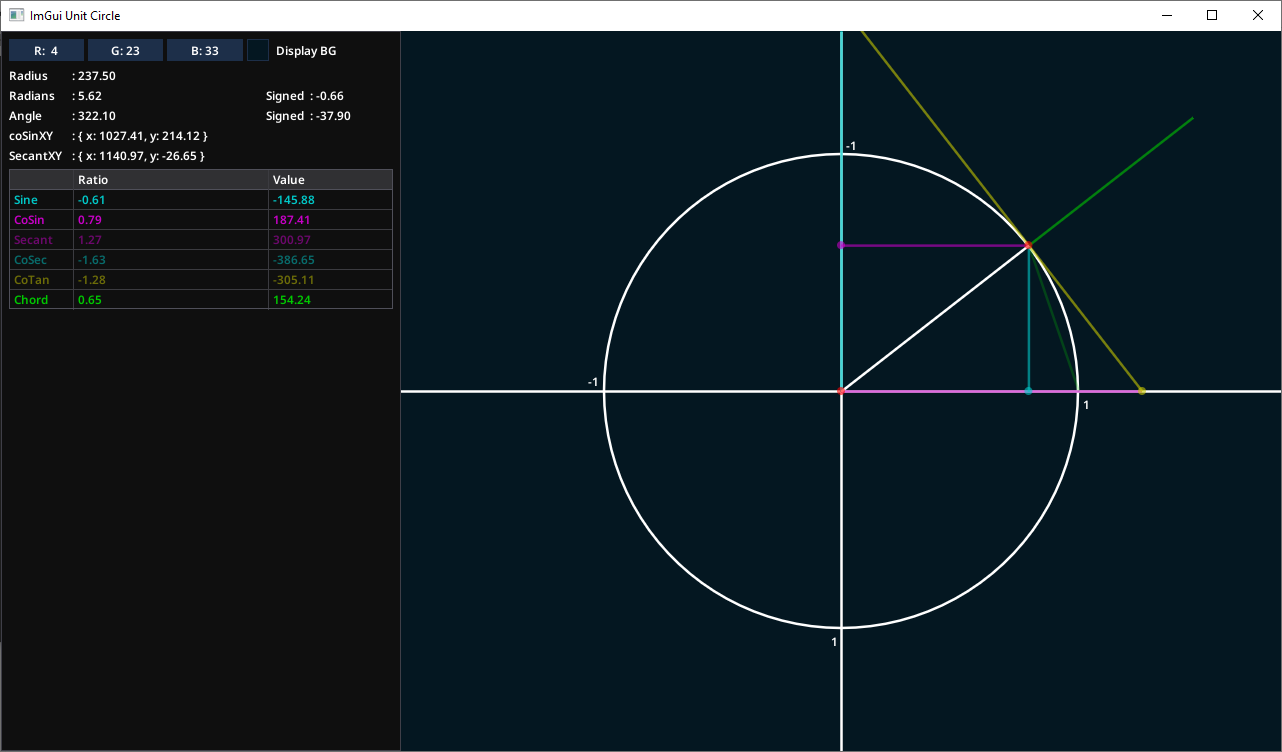 ImGui Unit Circle
R: 4 G: 23 B: 33 Display BG
Radius : 237.50
Radians : 5.62 Signed : -0.66
Angle : 322.10 Signed : -37.90
coSinXY : { x: 1027.41, y: 214.12 }
SecantXY : { x: 1140.97, y: -26.65 }
Ratio Value
Sine -0.61 -145.88
CoSin 0.79 187.41
Secant 1.27 300.97
CoSec -1.63 -386.65
CoTan -1.28 -305.11
Chord 0.65 154.24
-1
-1
1
1